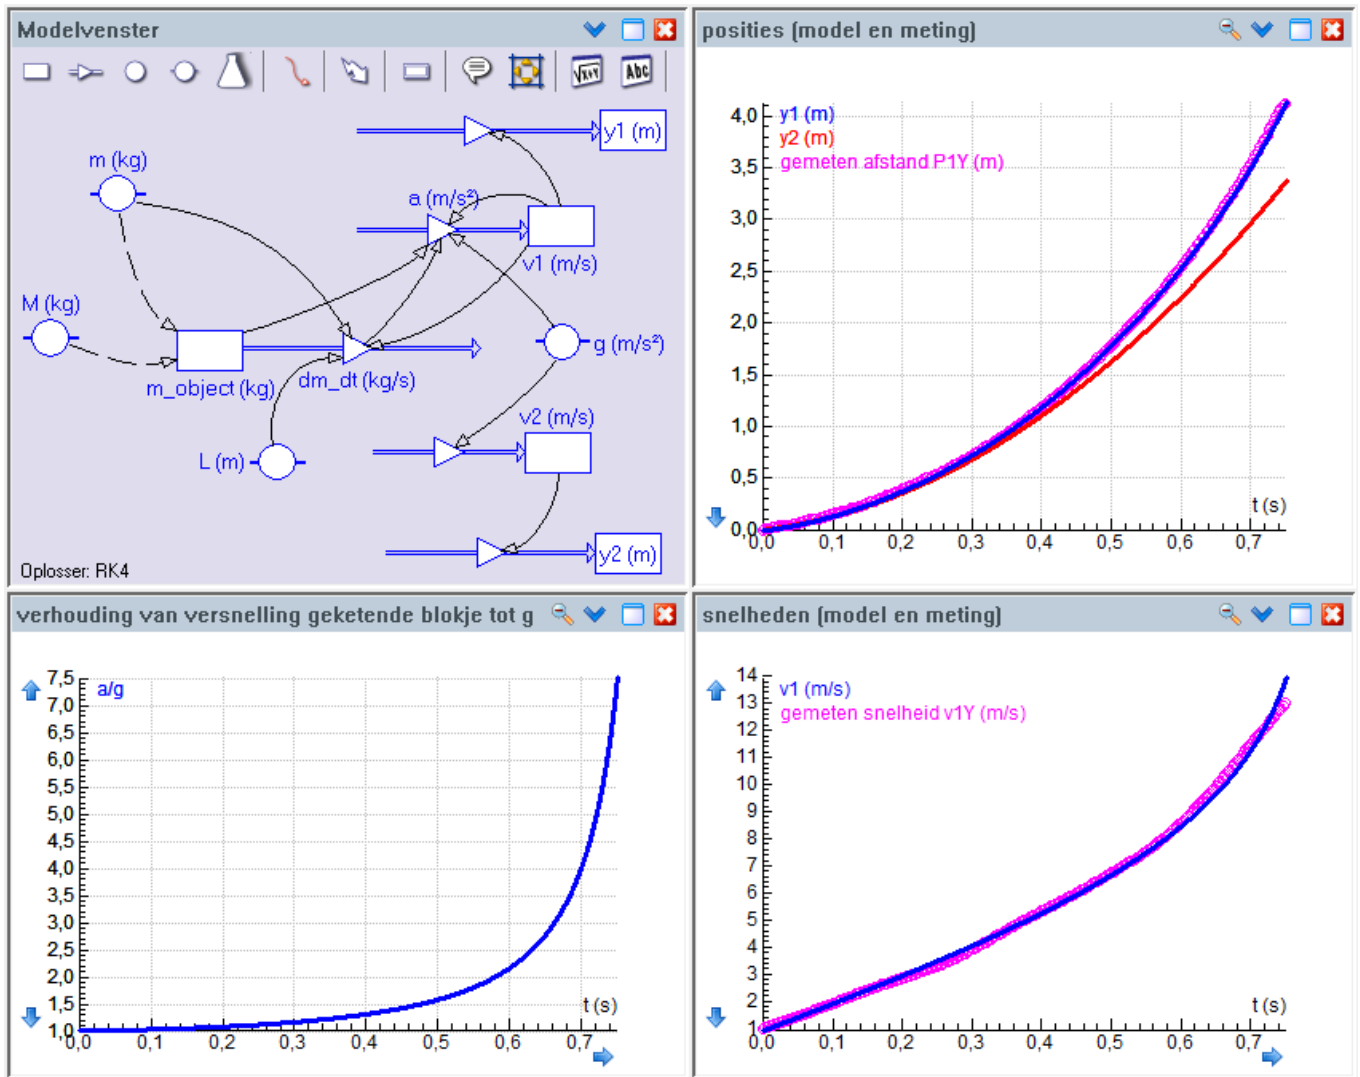 Modelvenster
√x+y
Abc
y1 (m)
m (kg)
a (m/s²)
v1 (m/s)
M (kg)
g (m/s²)
m_object (kg)
dm_dt (kg/s)
v2 (m/s)
L (m)
y2 (m)
Oplosser: RK4
posities (model en meting)
4,0
y1 (m)
y2 (m)
gemeten afstand P1Y (m)
3,5
3,0
2,5
2,0
1,5
1,0
0,5
t (s)
0,0
0,0 0,1 0,2 0,3 0,4 0,5 0,6 0,7
verhouding van versnelling geketende blokje tot g
7,5
a/g
7,0
6,5
6,0
5,5
5,0
4,5
4,0
3,5
3,0
2,5
2,0
1,5
t (s)
1,0
0,0 0,1 0,2 0,3 0,4 0,5 0,6 0,7
snelheden (model en meting)
14
v1 (m/s)
13
gemeten snelheid v1Y (m/s)
12
11
10
9
8
7
6
5
4
3
2
t (s)
1
0,0 0,1 0,2 0,3 0,4 0,5 0,6 0,7